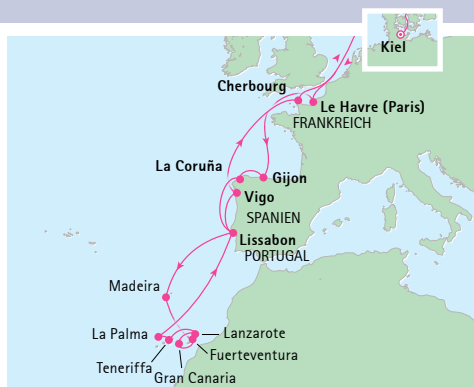 Kiel
Cherbourg
Le Havre (Paris)
FRANKREICH
La Coruña
Gijon
Vigo
SPANIEN
Lissabon
PORTUGAL
Madeira
La Palma
Lanzarote
Fuerteventura
Teneriffa
Gran Canaria